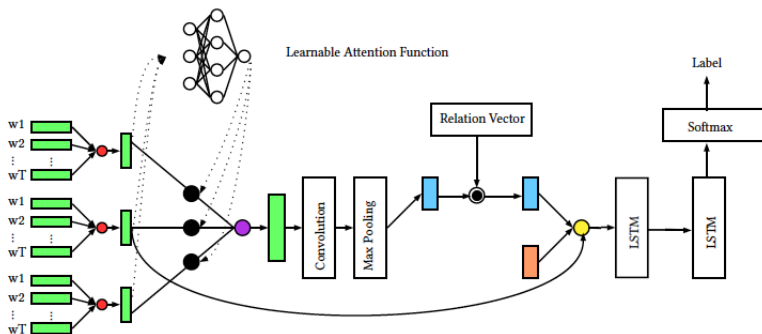 Learnable Attention Function
Label
Softmax
Relation Vector
w1
w2
⋮ ⋮
wT
w1
w2
⋮ ⋮
wT
w1
w2
⋮ ⋮
wT
Convolution
Max Pooling
LSTM
LSTM